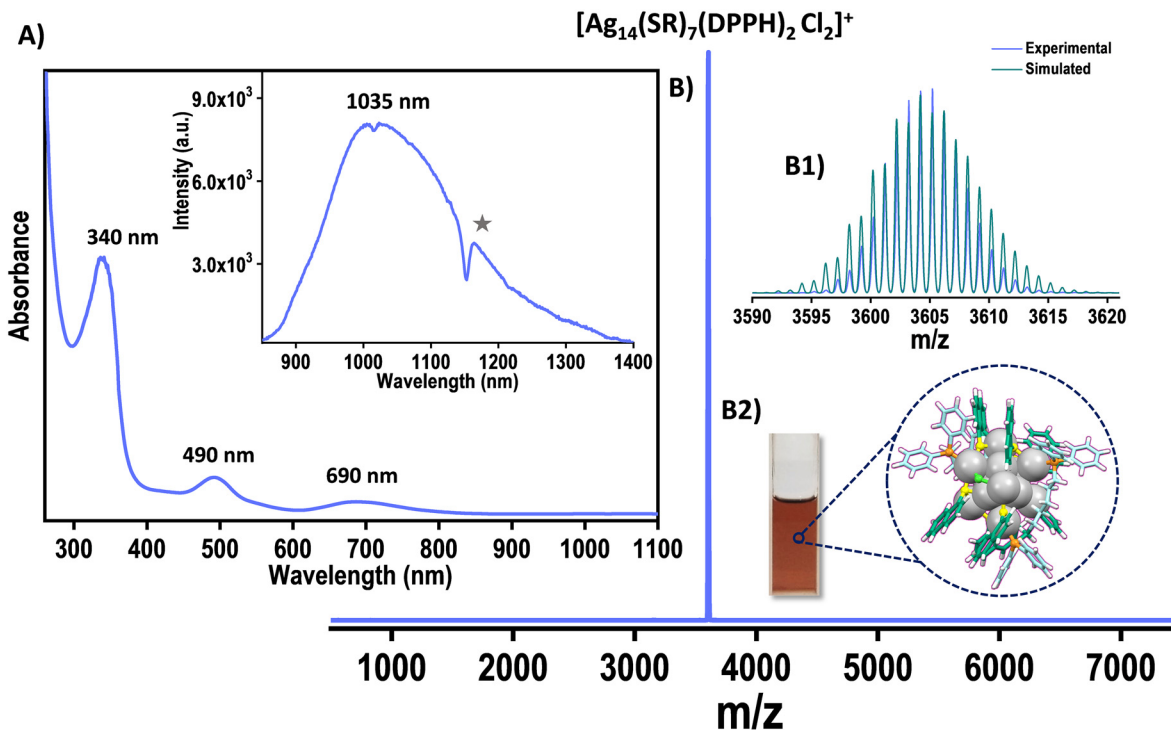 [Ag₁₄(SR)₇(DPPH)₂ Cl₂]⁺
A)
Absorbance
340 nm
490 nm
690 nm
300 400 500 600 700 800 900 1000 1100
Wavelength (nm)
1035 nm
Intensity (a.u.)
9.0x10³
6.0x10³
3.0x10³
900 1000 1100 1200 1300 1400
Wavelength (nm)
B)
Experimental
Simulated
B1)
3590 3595 3600 3605 3610 3615 3620
m/z
B2)
1000 2000 3000 4000 5000 6000 7000
m/z